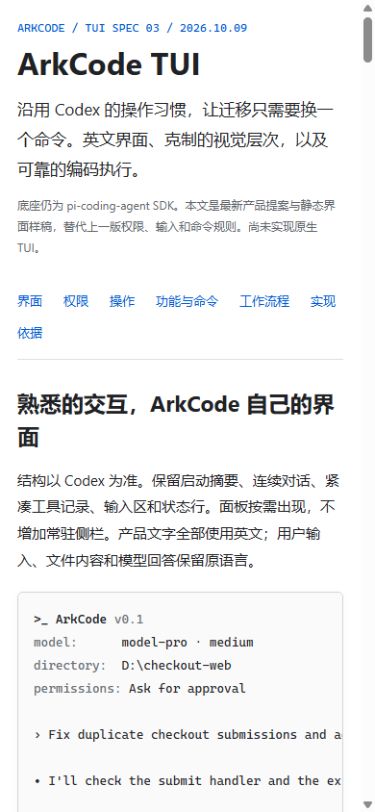 ARKCODE / TUI SPEC 03 / 2026.10.09
ArkCode TUI
沿用 Codex 的操作习惯，让迁移只需要换一
个命令。英文界面、克制的视觉层次，以及
可靠的编码执行。
底座仍为 pi-coding-agent SDK。本文是最新产品提案与静态界
面样稿，替代上一版权限、输入和命令规则。尚未实现原生
TUI。
界面 权限 操作 功能与命令 工作流程 实现
依据
熟悉的交互，ArkCode 自己的界
面
结构以 Codex 为准。保留启动摘要、连续对话、紧
凑工具记录、输入区和状态行。面板按需出现，不
增加常驻侧栏。产品文字全部使用英文；用户输
入、文件内容和模型回答保留原语言。
>_ ArkCode v0.1
model: model-pro · medium
directory: D:\checkout-web
permissions: Ask for approval
› Fix duplicate checkout submissions and
• I'll check the submit handler and the